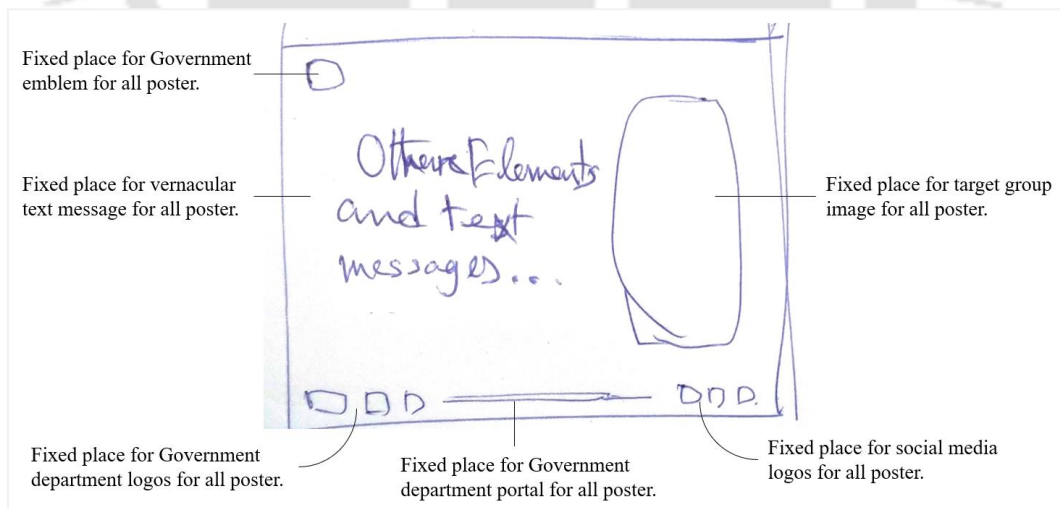 Fixed place for Government
emblem for all poster.
Others Elements
and text
messages...
Fixed place for vernacular
text message for all poster.
Fixed place for target group
image for all poster.
Fixed place for Government
department logos for all poster.
Fixed place for Government
department portal for all poster.
Fixed place for social media
logos for all poster.